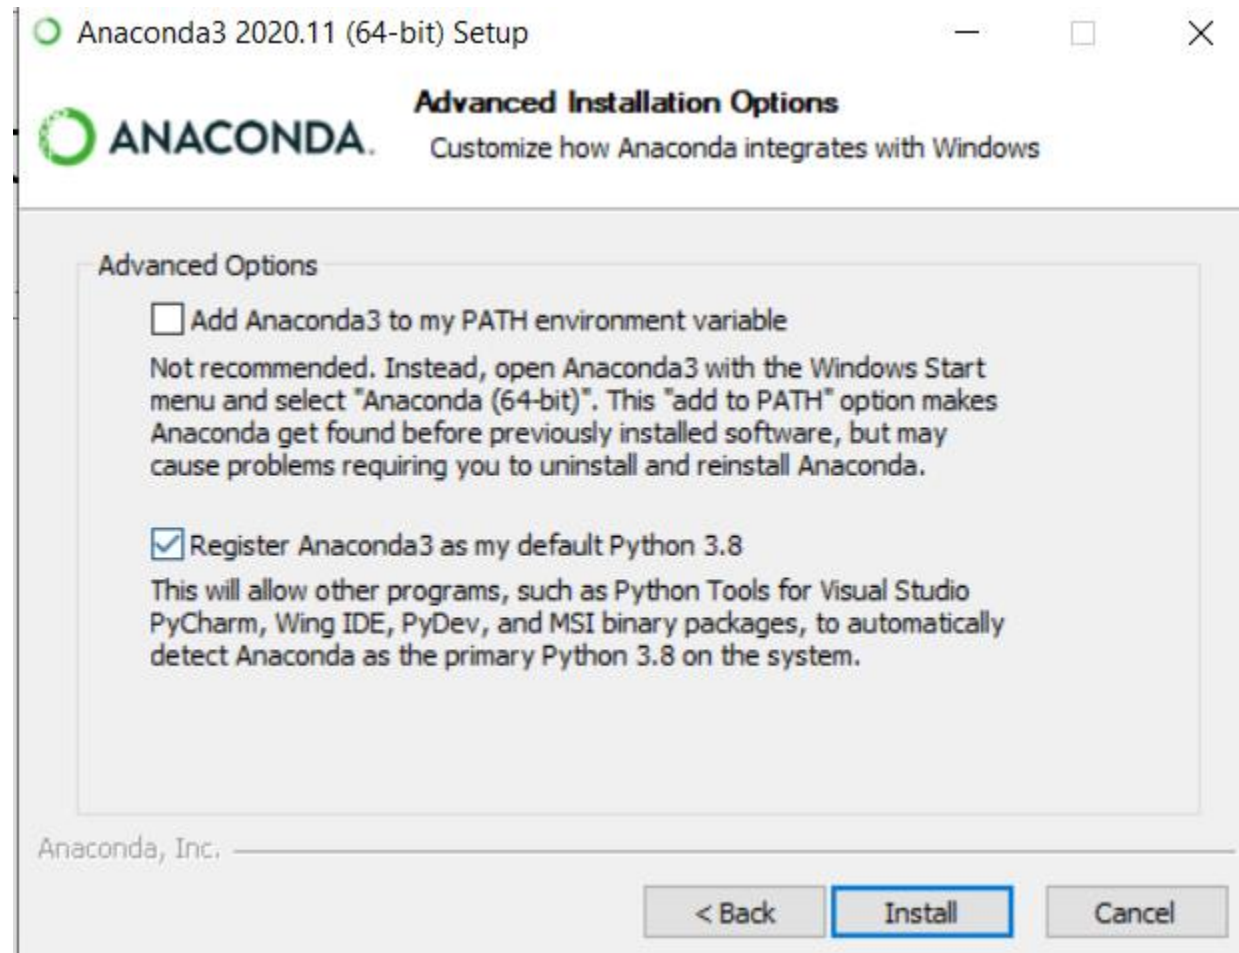 Anaconda3 2020.11 (64-bit) Setup
ANACONDA.
Advanced Installation Options
Customize how Anaconda integrates with Windows
Advanced Options
Add Anaconda3 to my PATH environment variable
Not recommended. Instead, open Anaconda3 with the Windows Start
menu and select "Anaconda (64-bit)". This "add to PATH" option makes
Anaconda get found before previously installed software, but may
cause problems requiring you to uninstall and reinstall Anaconda.
Register Anaconda3 as my default Python 3.8
This will allow other programs, such as Python Tools for Visual Studio
PyCharm, Wing IDE, PyDev, and MSI binary packages, to automatically
detect Anaconda as the primary Python 3.8 on the system.
Anaconda, Inc.
< Back Install Cancel